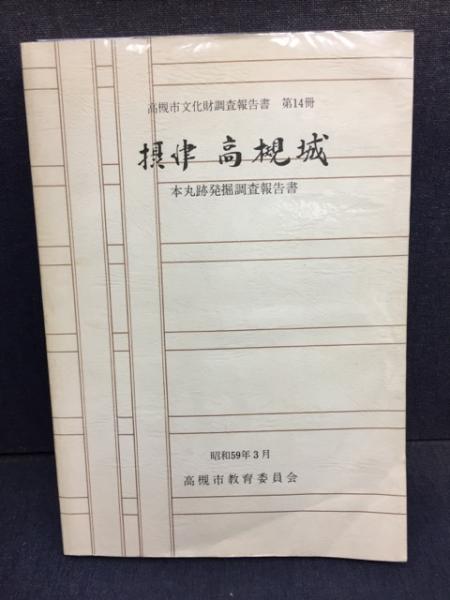 高槻市文化財調査報告書 第14冊
摂津 高槻城
本丸跡発掘調査報告書
昭和59年3月
高槻市教育委員会